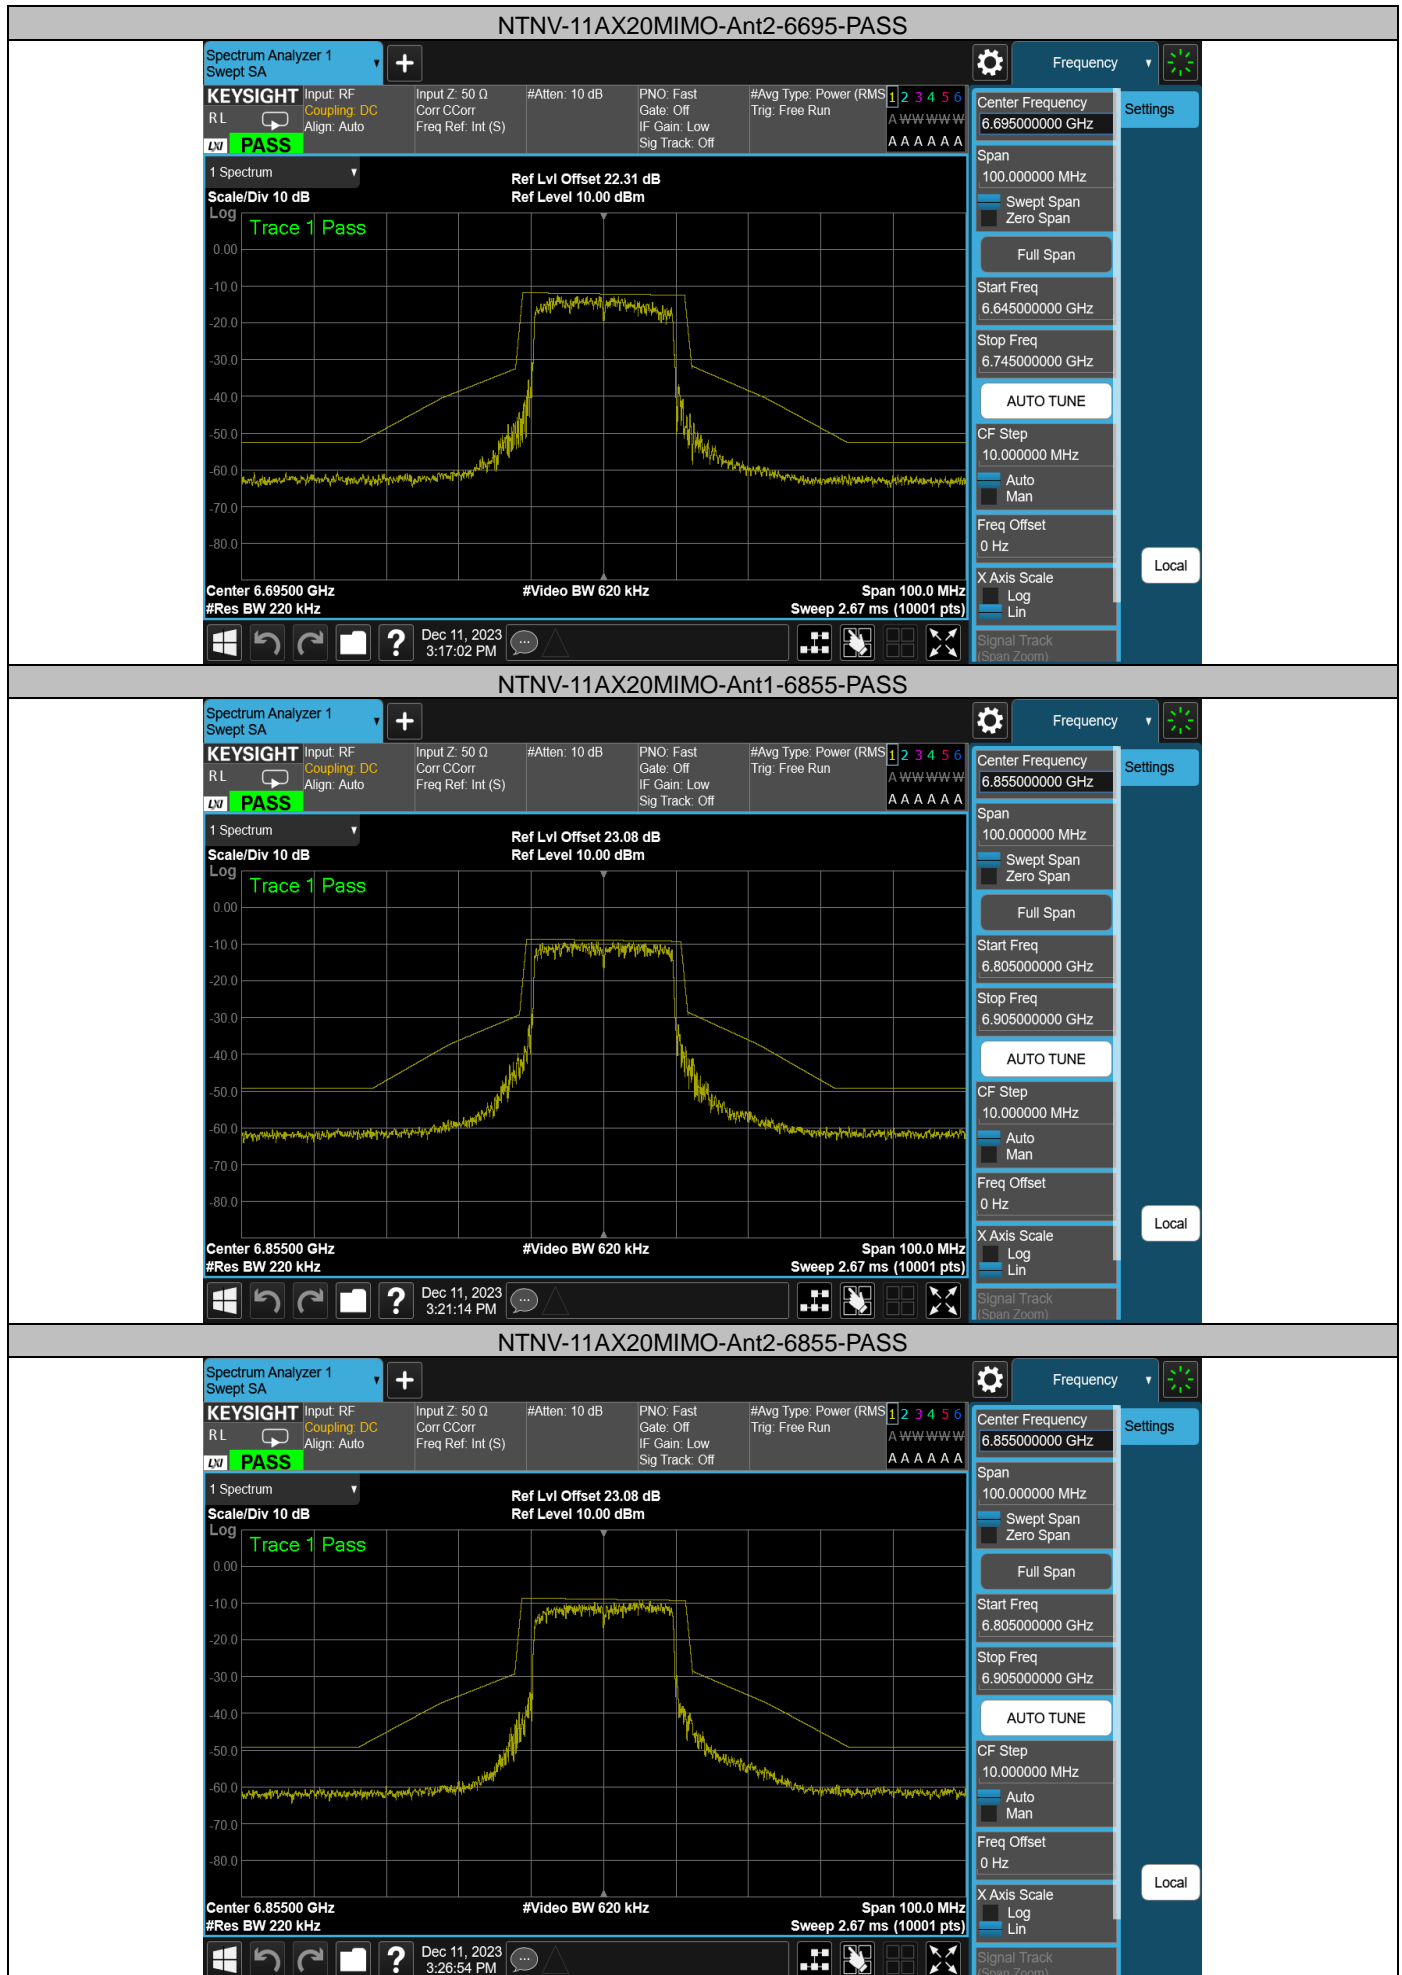 NTNV-11AX20MIMO-Ant2-6695-PASS
Spectrum Analyzer 1
Swept SA
+
Frequency
KEYSIGHT
RL
LXI
PASS
Input: RF
Coupling: DC
Align: Auto
Input Z: 50 Ω
Corr CCorr
Freq Ref: Int (S)
#Atten: 10 dB
PNO: Fast
Gate: Off
IF Gain: Low
Sig Track: Off
#Avg Type: Power (RMS
Trig: Free Run
1 2 3 4 5 6
A W W W W W
A A A A A A
Center Frequency
6.695000000 GHz
Settings
Span
100.000000 MHz
Swept Span
Zero Span
Full Span
Start Freq
6.645000000 GHz
Stop Freq
6.745000000 GHz
AUTO TUNE
CF Step
10.000000 MHz
Auto
Man
Freq Offset
0 Hz
X Axis Scale
Log
Lin
Signal Track
(Span Zoom)
Local
1 Spectrum
Scale/Div 10 dB
Ref Lvl Offset 22.31 dB
Ref Level 10.00 dBm
Log
Trace 1 Pass
0.00
-10.0
-20.0
-30.0
-40.0
-50.0
-60.0
-70.0
-80.0
Center 6.69500 GHz
#Video BW 620 kHz
Span 100.0 MHz
#Res BW 220 kHz
Sweep 2.67 ms (10001 pts)
?
Dec 11, 2023
3:17:02 PM
NTNV-11AX20MIMO-Ant1-6855-PASS
Spectrum Analyzer 1
Swept SA
+
Frequency
KEYSIGHT
RL
LXI
PASS
Input: RF
Coupling: DC
Align: Auto
Input Z: 50 Ω
Corr CCorr
Freq Ref: Int (S)
#Atten: 10 dB
PNO: Fast
Gate: Off
IF Gain: Low
Sig Track: Off
#Avg Type: Power (RMS
Trig: Free Run
1 2 3 4 5 6
A W W W W W
A A A A A A
Center Frequency
6.855000000 GHz
Settings
Span
100.000000 MHz
Swept Span
Zero Span
Full Span
Start Freq
6.805000000 GHz
Stop Freq
6.905000000 GHz
AUTO TUNE
CF Step
10.000000 MHz
Auto
Man
Freq Offset
0 Hz
X Axis Scale
Log
Lin
Signal Track
(Span Zoom)
Local
1 Spectrum
Scale/Div 10 dB
Ref Lvl Offset 23.08 dB
Ref Level 10.00 dBm
Log
Trace 1 Pass
0.00
-10.0
-20.0
-30.0
-40.0
-50.0
-60.0
-70.0
-80.0
Center 6.85500 GHz
#Video BW 620 kHz
Span 100.0 MHz
#Res BW 220 kHz
Sweep 2.67 ms (10001 pts)
?
Dec 11, 2023
3:21:14 PM
NTNV-11AX20MIMO-Ant2-6855-PASS
Spectrum Analyzer 1
Swept SA
+
Frequency
KEYSIGHT
RL
LXI
PASS
Input: RF
Coupling: DC
Align: Auto
Input Z: 50 Ω
Corr CCorr
Freq Ref: Int (S)
#Atten: 10 dB
PNO: Fast
Gate: Off
IF Gain: Low
Sig Track: Off
#Avg Type: Power (RMS
Trig: Free Run
1 2 3 4 5 6
A W W W W W
A A A A A A
Center Frequency
6.855000000 GHz
Settings
Span
100.000000 MHz
Swept Span
Zero Span
Full Span
Start Freq
6.805000000 GHz
Stop Freq
6.905000000 GHz
AUTO TUNE
CF Step
10.000000 MHz
Auto
Man
Freq Offset
0 Hz
X Axis Scale
Log
Lin
Signal Track
(Span Zoom)
Local
1 Spectrum
Scale/Div 10 dB
Ref Lvl Offset 23.08 dB
Ref Level 10.00 dBm
Log
Trace 1 Pass
0.00
-10.0
-20.0
-30.0
-40.0
-50.0
-60.0
-70.0
-80.0
Center 6.85500 GHz
#Video BW 620 kHz
Span 100.0 MHz
#Res BW 220 kHz
Sweep 2.67 ms (10001 pts)
?
Dec 11, 2023
3:26:54 PM